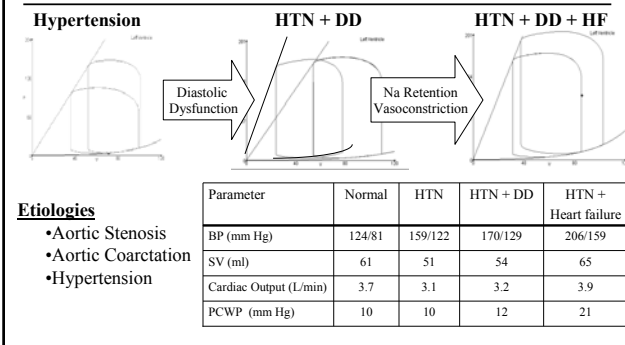 Hypertension HTN + DD HTN + DD + HF
Left ventricle Left ventricle Left ventricle
Diastolic
Dysfunction
Na Retention
Vasoconstriction
Etiologies
•Aortic Stenosis
•Aortic Coarctation
•Hypertension
Parameter Normal HTN HTN + DD HTN +
Heart failure
BP (mm Hg) 124/81 159/122 170/129 206/159
SV (ml) 61 51 54 65
Cardiac Output (L/min) 3.7 3.1 3.2 3.9
PCWP (mm Hg) 10 10 12 21